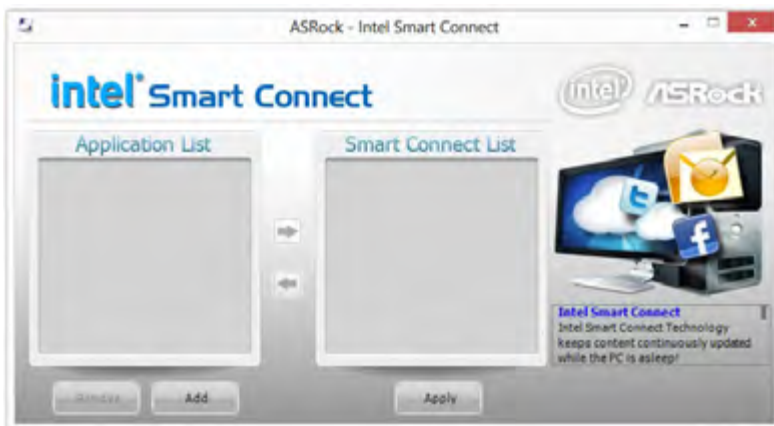 ASRock - Intel Smart Connect
intel Smart Connect
intel ASRock
Application List
Smart Connect List
Intel Smart Connect
Intel Smart Connect Technology
keeps content continuously updated
while the PC is asleep!
Remove
Add
Apply